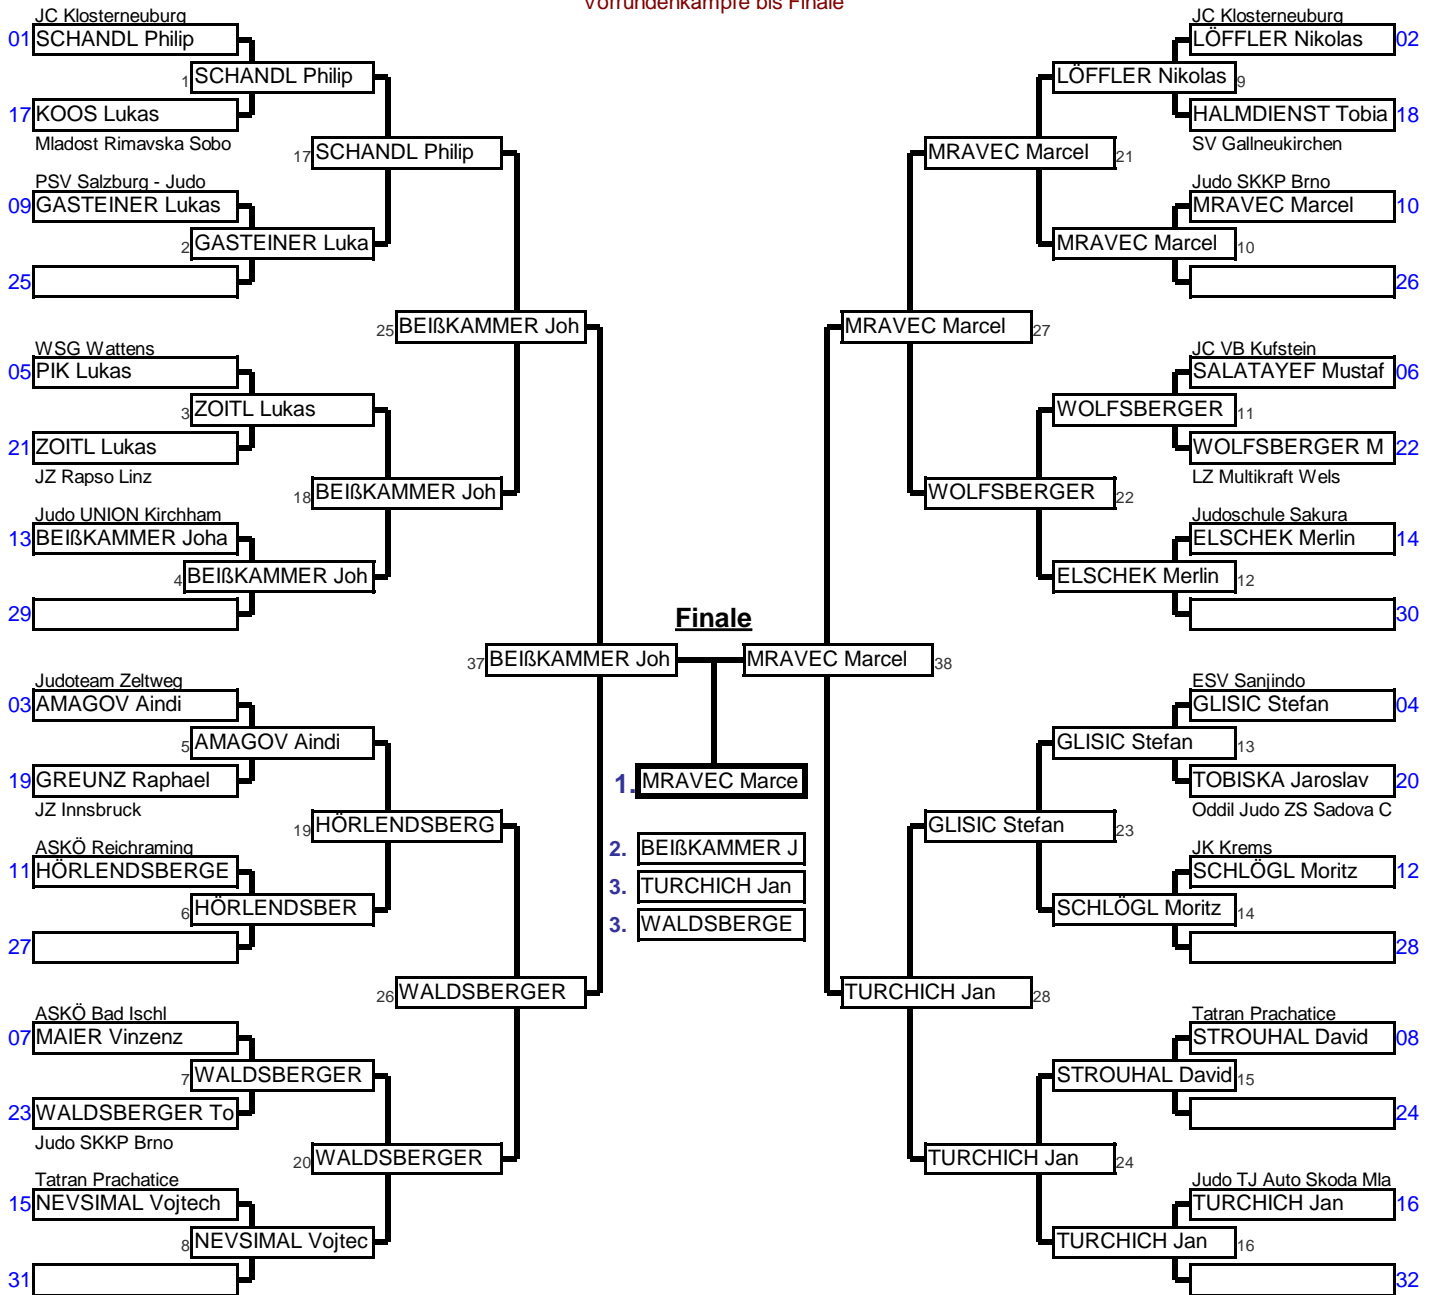 Vorrundenkämpfe bis Finale
JC Klosterneuburg
01 SCHANDL Philip
1 SCHANDL Philip
17 KOOS Lukas
Mladost Rimavska Sobo
17 SCHANDL Philip
PSV Salzburg - Judo
09 GASTEINER Lukas
2 GASTEINER Luka
25
25 BEIßKAMMER Joh
WSG Wattens
05 PIK Lukas
3 ZOITL Lukas
21 ZOITL Lukas
JZ Rapso Linz
18 BEIßKAMMER Joh
Judo UNION Kirchham
13 BEIßKAMMER Joha
4 BEIßKAMMER Joh
29
37 BEIßKAMMER Joh
Judoteam Zeltweg
03 AMAGOV Aindi
5 AMAGOV Aindi
19 GREUNZ Raphael
JZ Innsbruck
19 HÖRLENDSBERG
ASKÖ Reichraming
11 HÖRLENDSBERGE
6 HÖRLENDSBER
27
26 WALDSBERGER
ASKÖ Bad Ischl
07 MAIER Vinzenz
7 WALDSBERGER
23 WALDSBERGER To
Judo SKKP Brno
20 WALDSBERGER
Tatran Prachatice
15 NEVSIMAL Vojtech
8 NEVSIMAL Vojtec
31
Finale
1. MRAVEC Marce
2. BEIßKAMMER J
3. TURCHICH Jan
3. WALDSBERGE
JC Klosterneuburg
LÖFFLER Nikolas 02
LÖFFLER Nikolas 9
HALMDIENST Tobia 18
SV Gallneukirchen
MRAVEC Marcel 21
Judo SKKP Brno
MRAVEC Marcel 10
MRAVEC Marcel 10
26
MRAVEC Marcel 27
JC VB Kufstein
SALATAYEF Mustaf 06
WOLFSBERGER 11
WOLFSBERGER M 22
LZ Multikraft Wels
WOLFSBERGER 22
Judoschule Sakura
ELSCHEK Merlin 14
ELSCHEK Merlin 12
30
MRAVEC Marcel 38
ESV Sanjindo
GLISIC Stefan 04
GLISIC Stefan 13
TOBISKA Jaroslav 20
Oddil Judo ZS Sadova C
GLISIC Stefan 23
JK Krems
SCHLÖGL Moritz 12
SCHLÖGL Moritz 14
28
TURCHICH Jan 28
Tatran Prachatice
STROUHAL David 08
STROUHAL David 15
24
TURCHICH Jan 24
Judo TJ Auto Skoda Mla
TURCHICH Jan 16
TURCHICH Jan 16
32